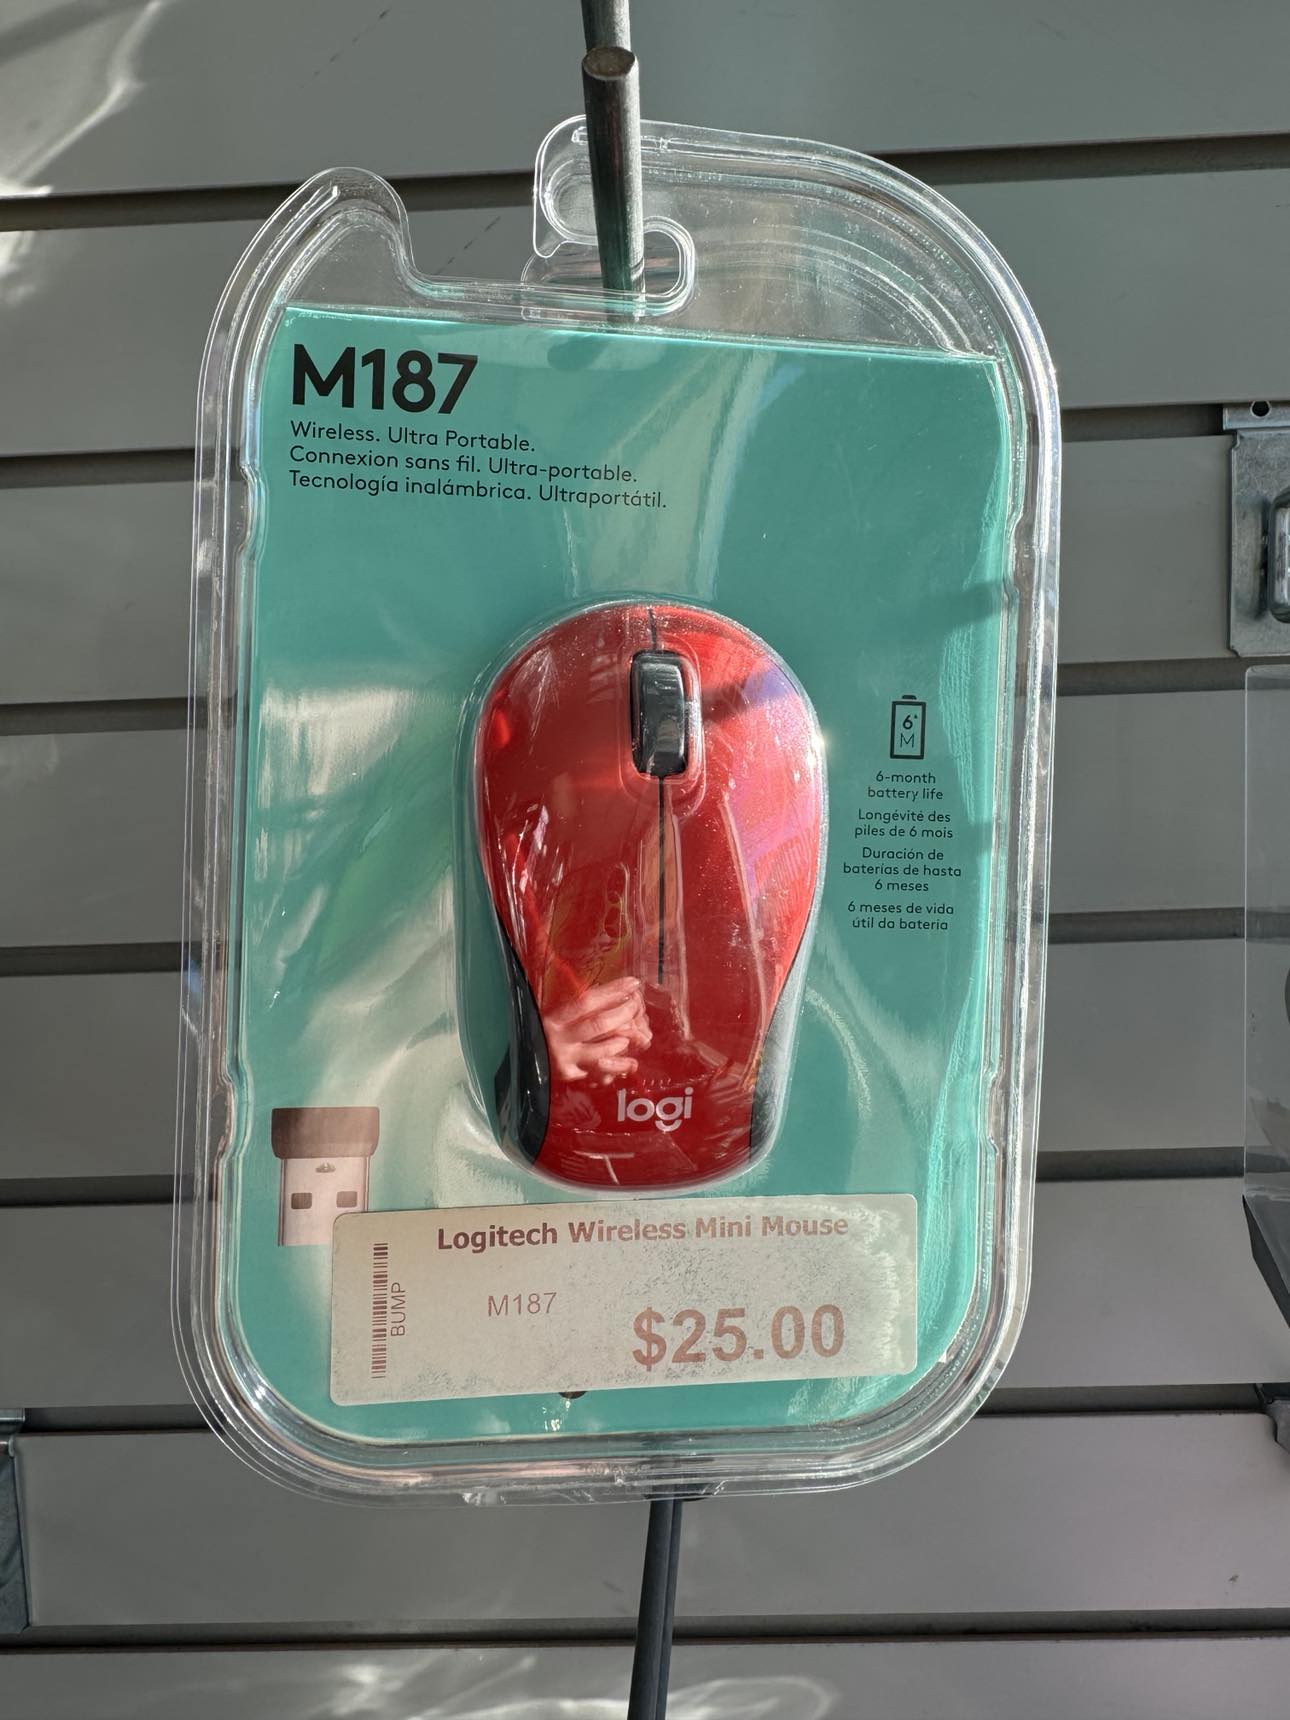 M187
Wireless. Ultra Portable.
Connexion sans fil. Ultra-portable.
Tecnología inalámbrica. Ultraportátil.
6*
M
6-month
battery life
Longévité des
piles de 6 mois
Duración de
baterías de hasta
6 meses
6 meses de vida
útil da bateria
logi
Logitech Wireless Mini Mouse
BUMP
M187
$25.00